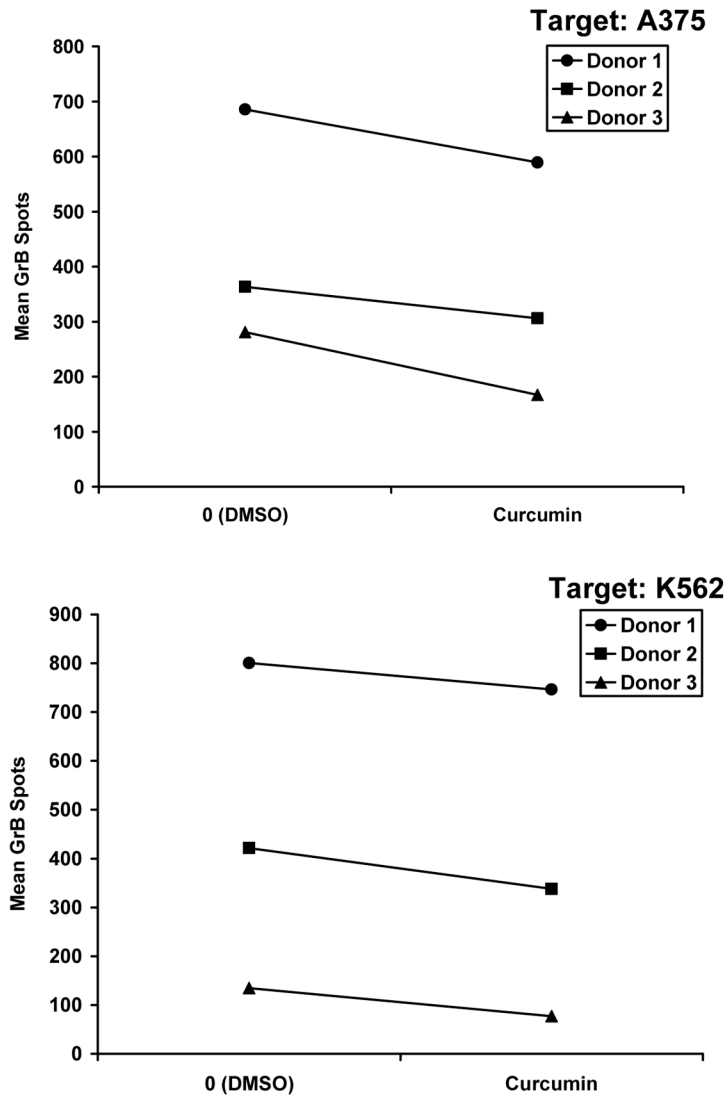 Target: A375
Donor 1
Donor 2
Donor 3
800
700
600
500
400
300
200
100
0
Mean GrB Spots
0 (DMSO) Curcumin
Target: K562
Donor 1
Donor 2
Donor 3
900
800
700
600
500
400
300
200
100
0
Mean GrB Spots
0 (DMSO) Curcumin